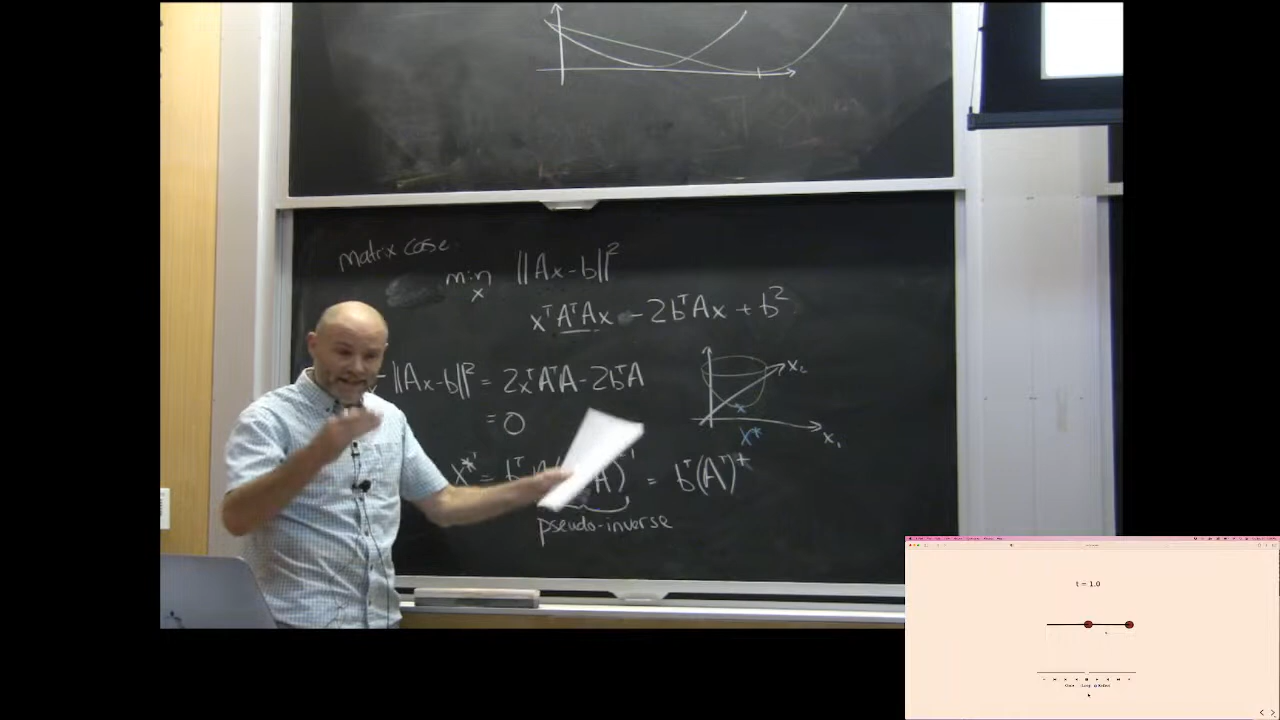 matrix case:
min ‖Ax-b‖²
x
xᵀAᵀAx - 2bᵀAx + b²
‖Ax-b‖² = 2xᵀAᵀA - 2bᵀA
= 0
x₂
x*
x₁
= bᵀ(Aᵀ)⁺
pseudo-inverse
t = 1.0